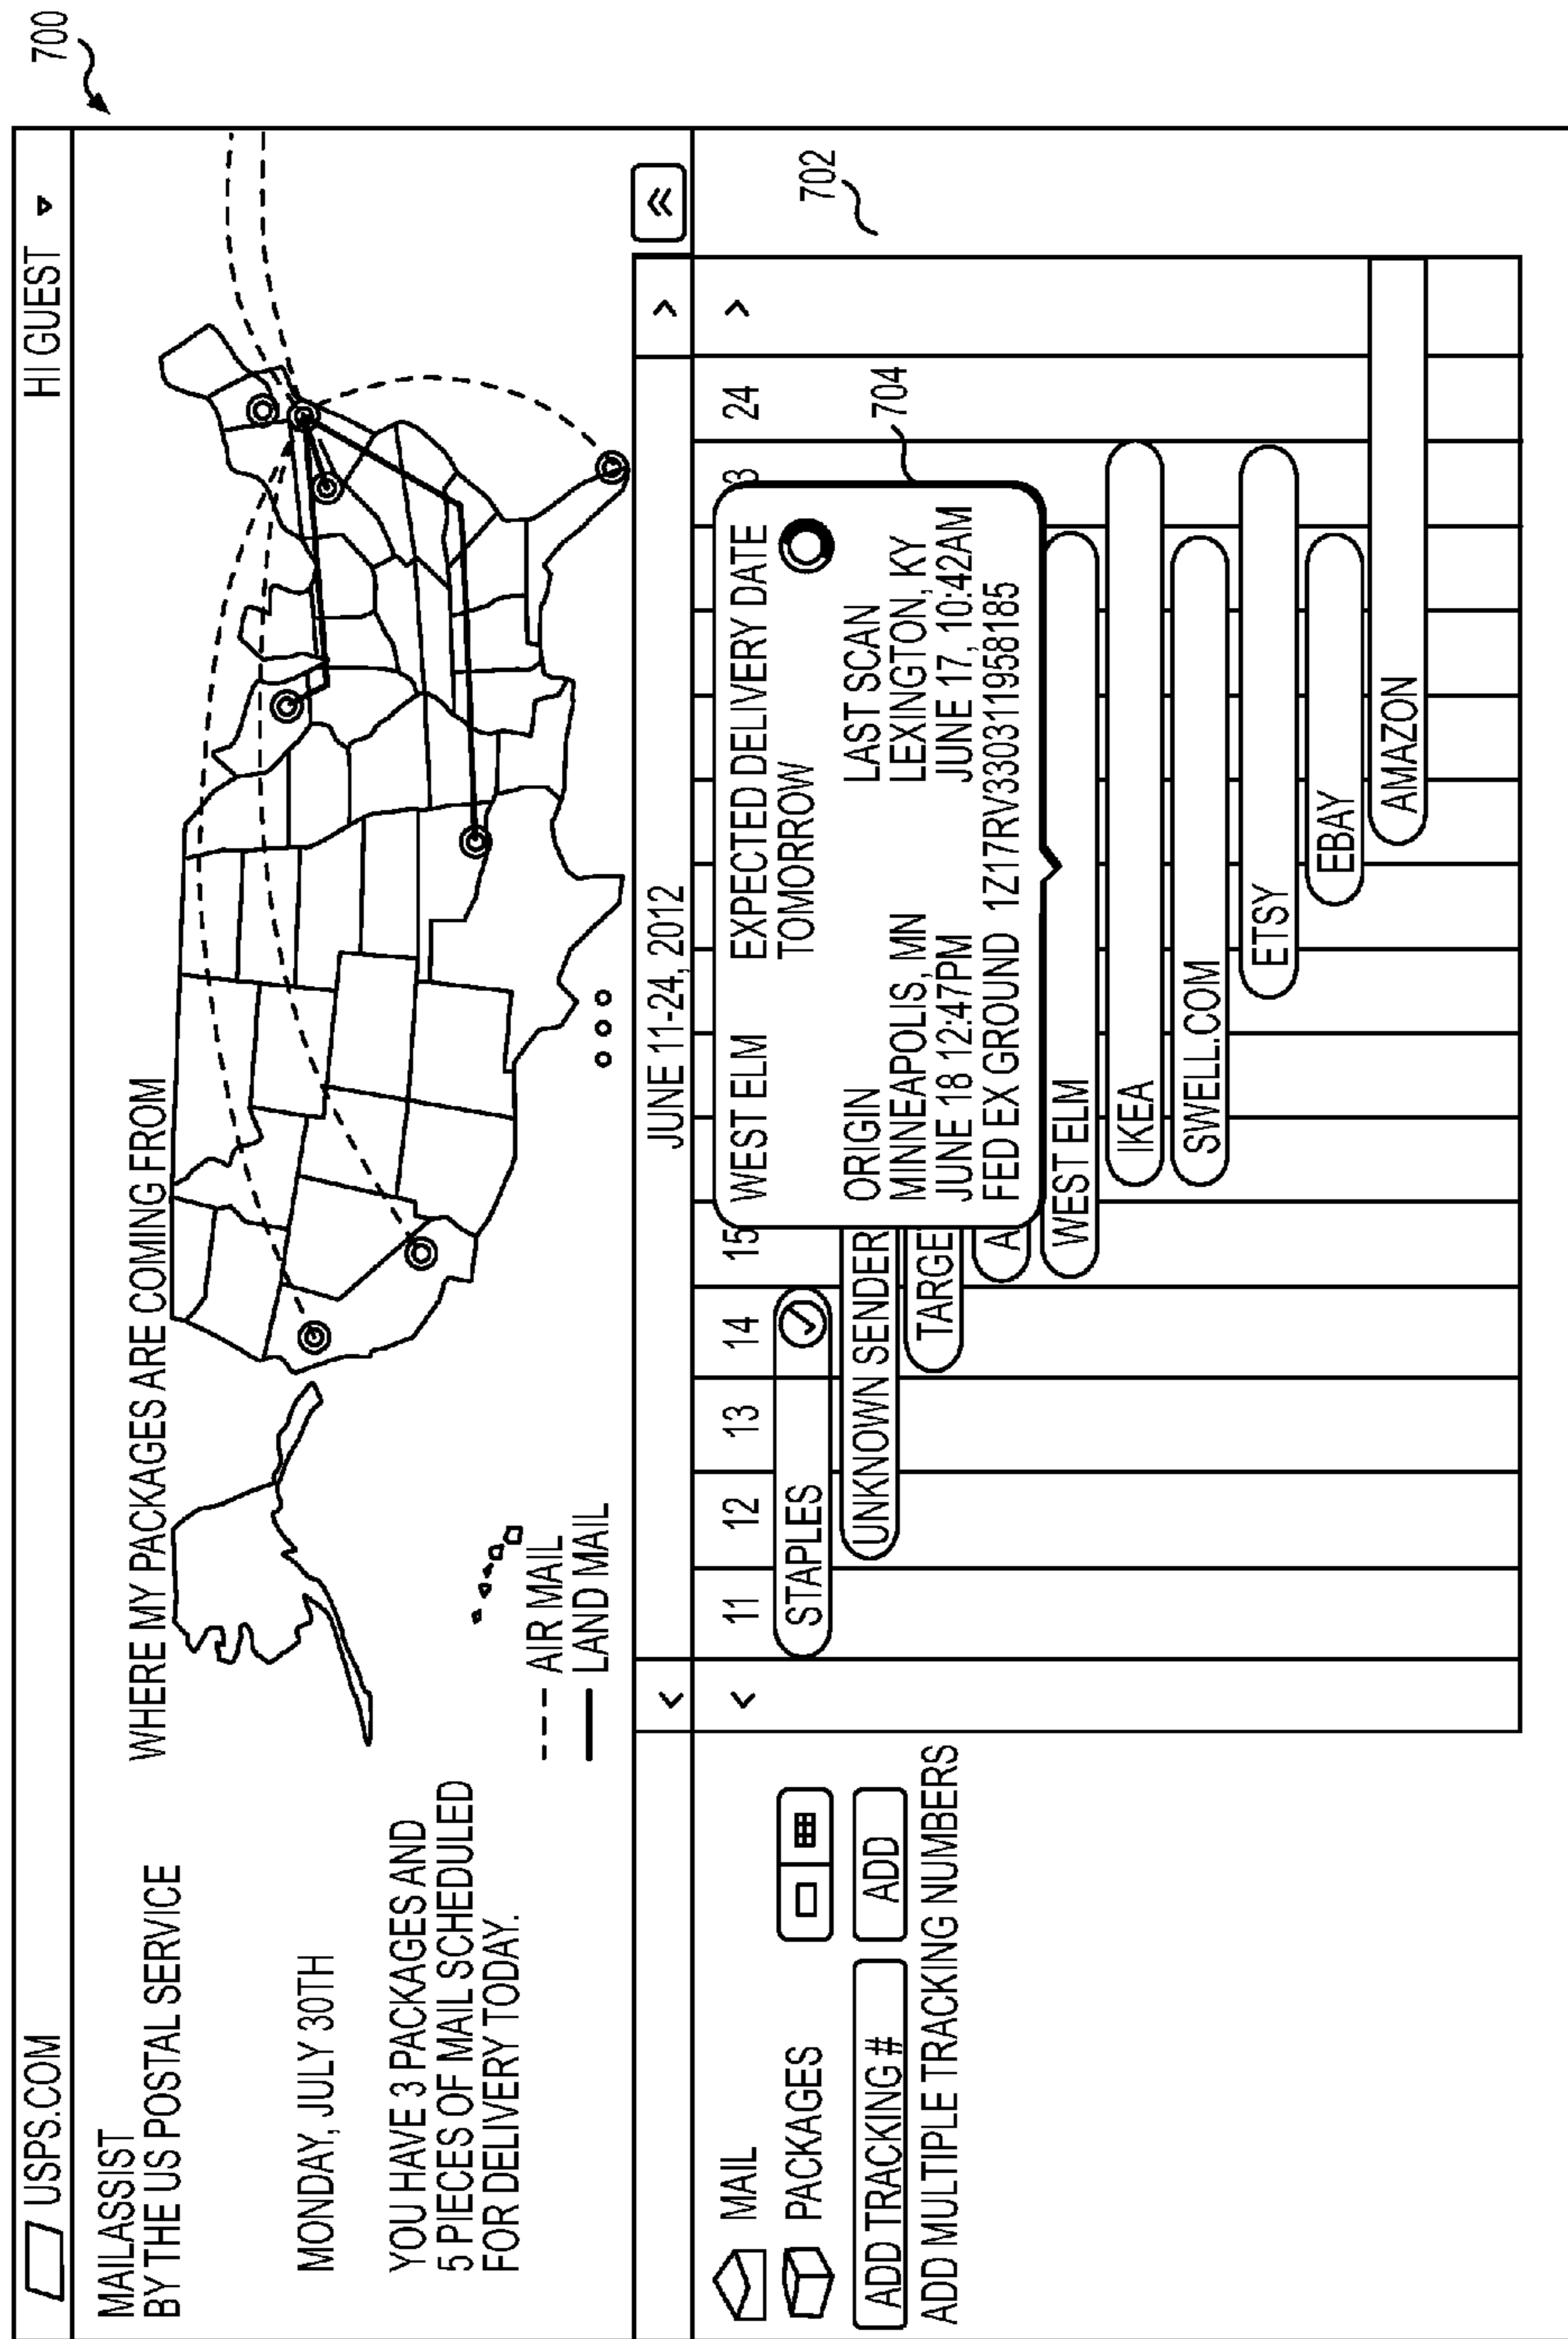 700
USPS.COM
HI GUEST
MAILASSIST
BY THE US POSTAL SERVICE
MONDAY, JULY 30TH
YOU HAVE 3 PACKAGES AND
5 PIECES OF MAIL SCHEDULED
FOR DELIVERY TODAY.
WHERE MY PACKAGES ARE COMING FROM
AIR MAIL
LAND MAIL
< JUNE 11-24, 2012 > «
MAIL
PACKAGES
ADD TRACKING # ADD
ADD MULTIPLE TRACKING NUMBERS
< 11 12 13 14 15 3 24 >
702
STAPLES
UNKNOWN SENDER
TARGE
A
WEST ELM EXPECTED DELIVERY DATE
TOMORROW
704
ORIGIN LAST SCAN
MINNEAPOLIS, MN LEXINGTON, KY
JUNE 18 12:47PM JUNE 17, 10:42AM
FED EX GROUND 1Z17RV330311958185
WEST ELM
IKEA
SWELL.COM
ETSY
EBAY
AMAZON